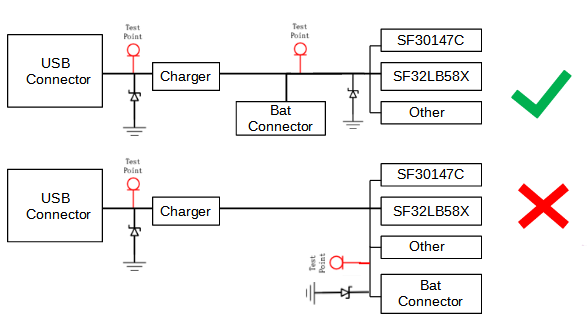 Test
Point
Test
Point
USB
Connector
Charger
Bat
Connector
SF30147C
SF32LB58X
Other
Test
Point
USB
Connector
Charger
Test
Point
SF30147C
SF32LB58X
Other
Bat
Connector